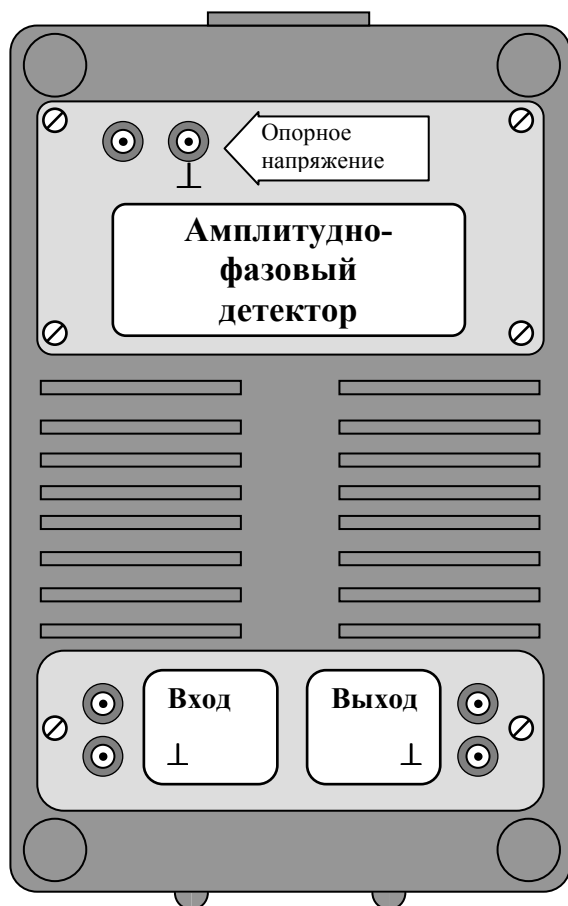 Опорное
напряжение
Амплитудно-
фазовый
детектор
Вход
Выход